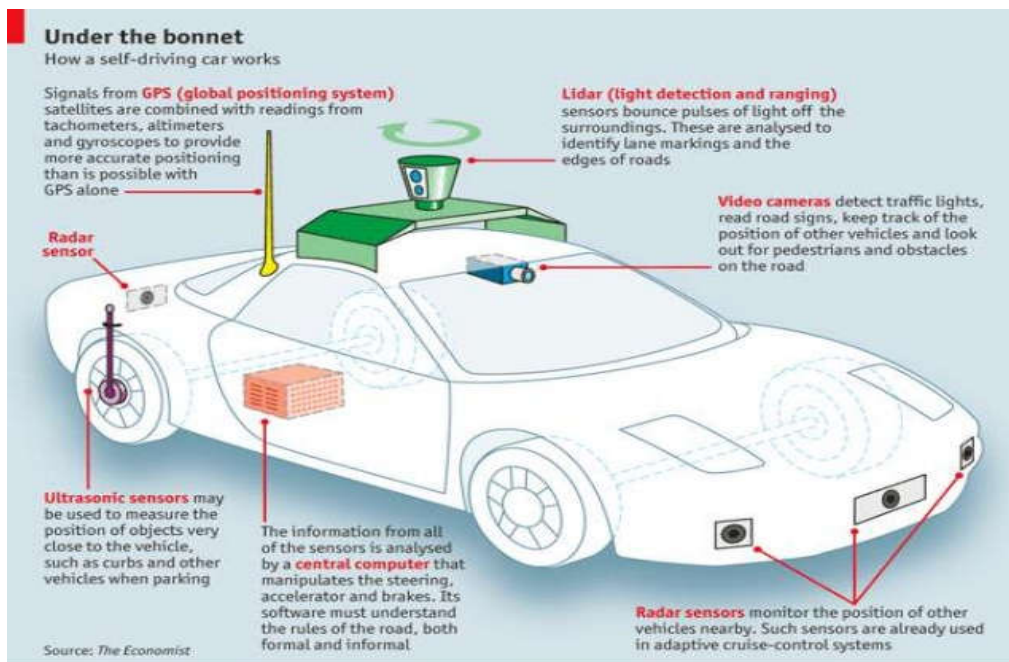 Under the bonnet
How a self-driving car works
Signals from GPS (global positioning system)
satellites are combined with readings from
tachometers, altimeters
and gyroscopes to provide
more accurate positioning
than is possible with
GPS alone
Lidar (light detection and ranging)
sensors bounce pulses of light off the
surroundings. These are analysed to
identify lane markings and the
edges of roads
Video cameras detect traffic lights,
read road signs, keep track of the
position of other vehicles and look
out for pedestrians and obstacles
on the road
Radar
sensor
Ultrasonic sensors may
be used to measure the
position of objects very
close to the vehicle,
such as curbs and other
vehicles when parking
The information from all
of the sensors is analysed
by a central computer that
manipulates the steering,
accelerator and brakes. Its
software must understand
the rules of the road, both
formal and informal
Radar sensors monitor the position of other
vehicles nearby. Such sensors are already used
in adaptive cruise-control systems
Source: The Economist